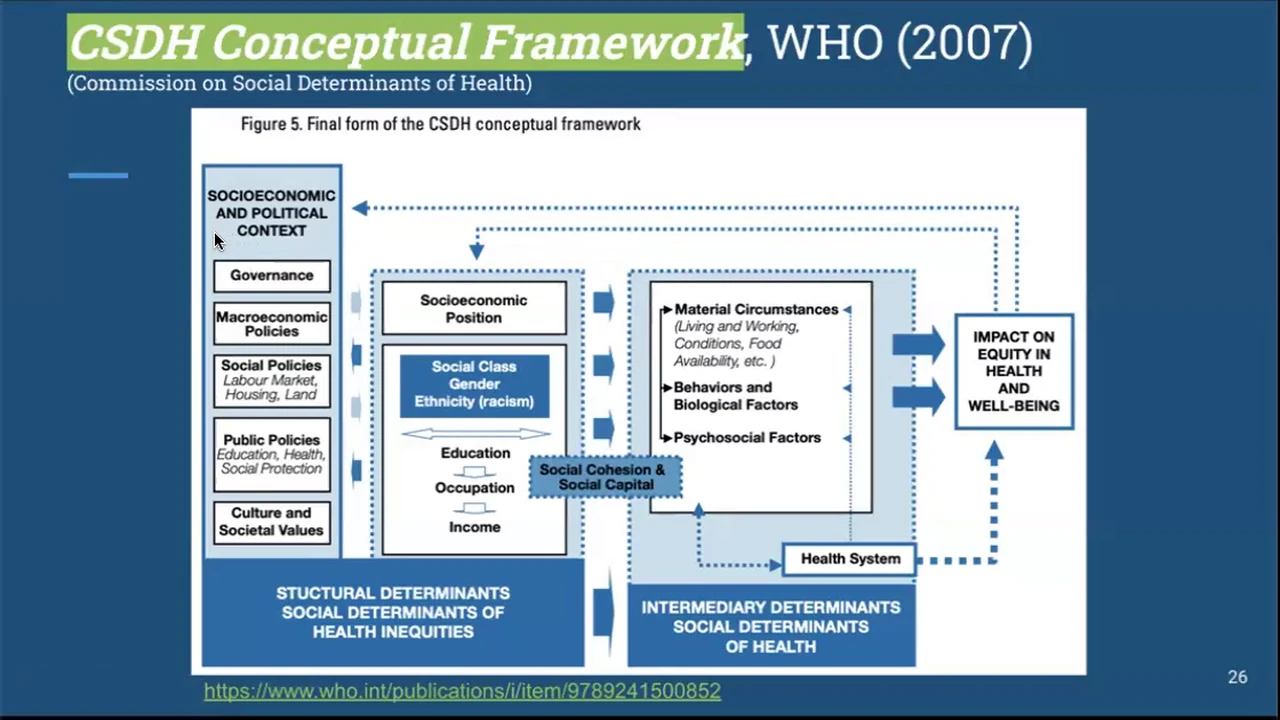 CSDH Conceptual Framework, WHO (2007)
(Commission on Social Determinants of Health)
Figure 5. Final form of the CSDH conceptual framework
SOCIOECONOMIC
AND POLITICAL
CONTEXT
Governance
Macroeconomic
Policies
Social Policies
Labour Market,
Housing, Land
Public Policies
Education, Health,
Social Protection
Culture and
Societal Values
Socioeconomic
Position
Social Class
Gender
Ethnicity (racism)
Education
Occupation
Income
Social Cohesion &
Social Capital
Material Circumstances
(Living and Working,
Conditions, Food
Availability, etc. )
Behaviors and
Biological Factors
Psychosocial Factors
Health System
IMPACT ON
EQUITY IN
HEALTH
AND
WELL-BEING
STUCTURAL DETERMINANTS
SOCIAL DETERMINANTS OF
HEALTH INEQUITIES
INTERMEDIARY DETERMINANTS
SOCIAL DETERMINANTS
OF HEALTH
https://www.who.int/publications/i/item/9789241500852
26